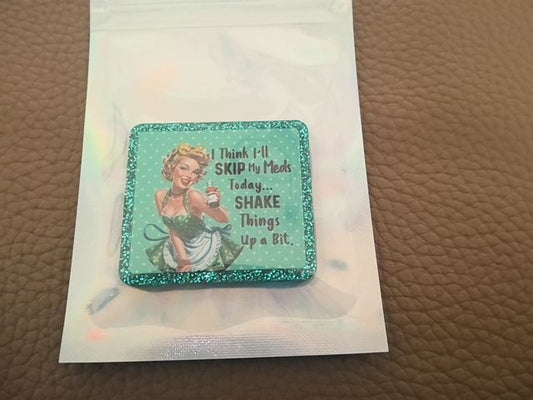 I Think I'll
SKIP My Meds
Today...
SHAKE
Things
Up a Bit.